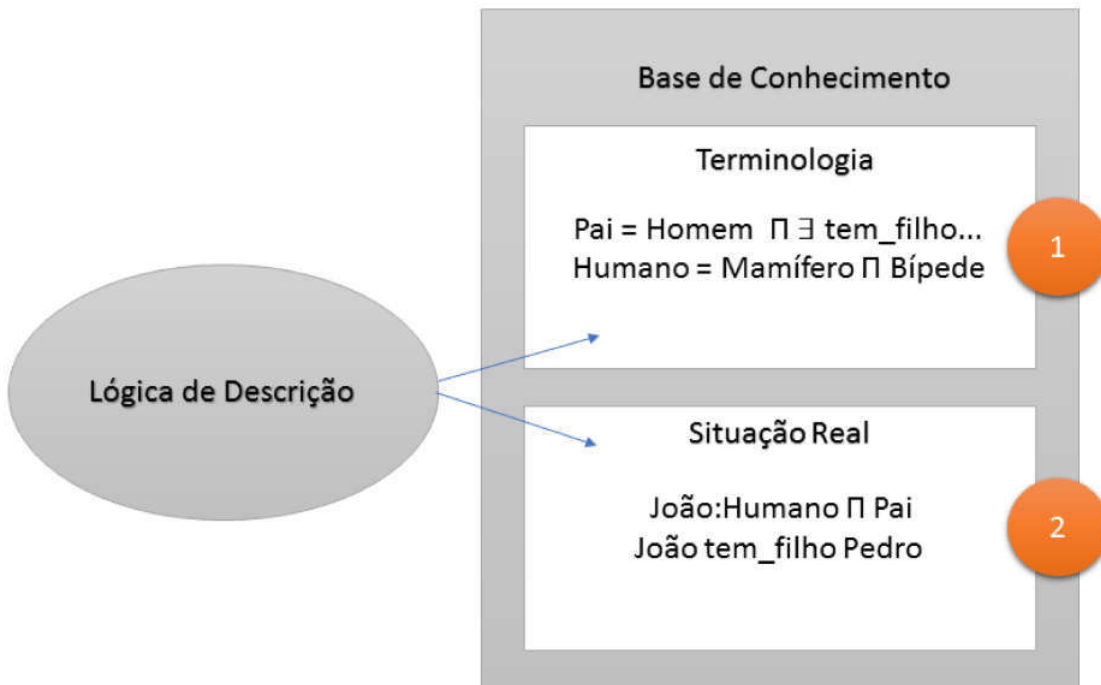 Base de Conhecimento
Terminologia
Pai = Homem Π ∃ tem_filho...
Humano = Mamífero Π Bípede
1
Lógica de Descrição
Situação Real
João:Humano Π Pai
João tem_filho Pedro
2